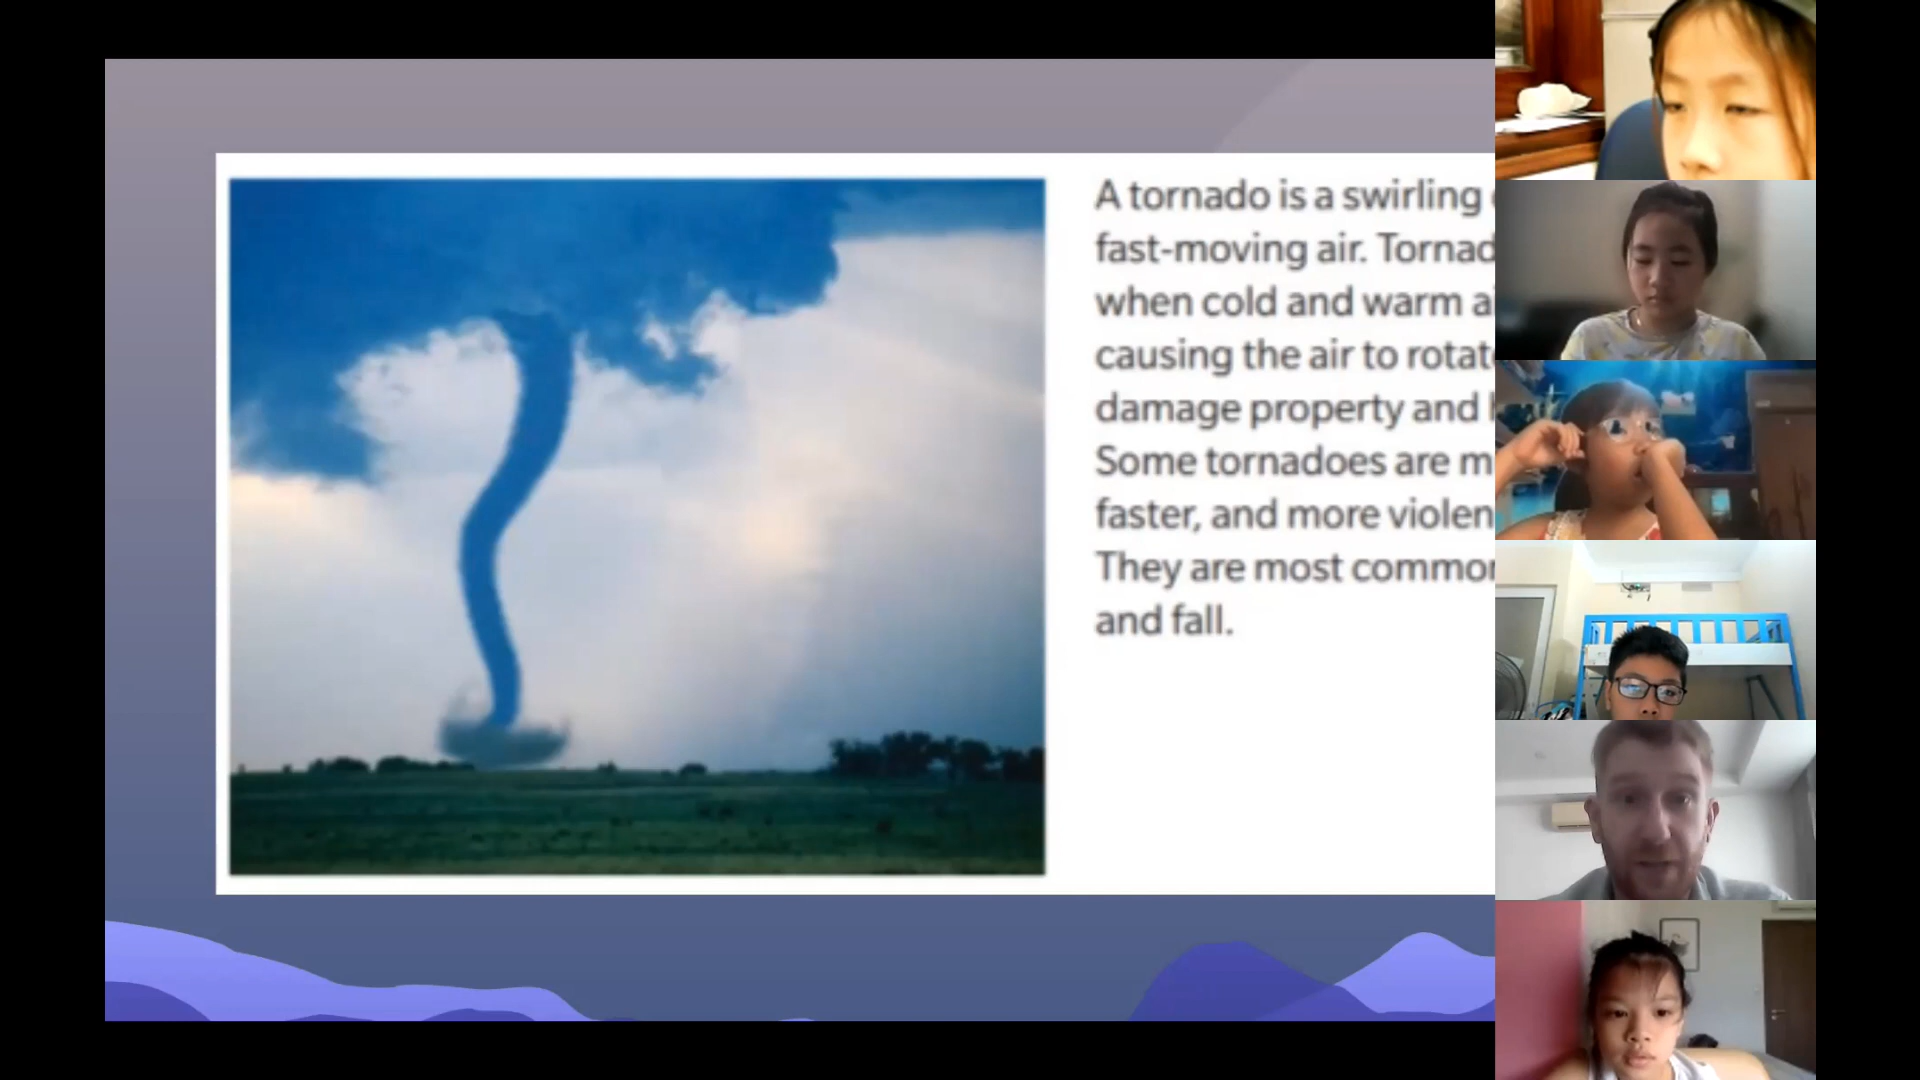 A tornado is a swirling
fast-moving air. Tornad
when cold and warm a
causing the air to rotat
damage property and
Some tornadoes are m
faster, and more violen
They are most commo
and fall.